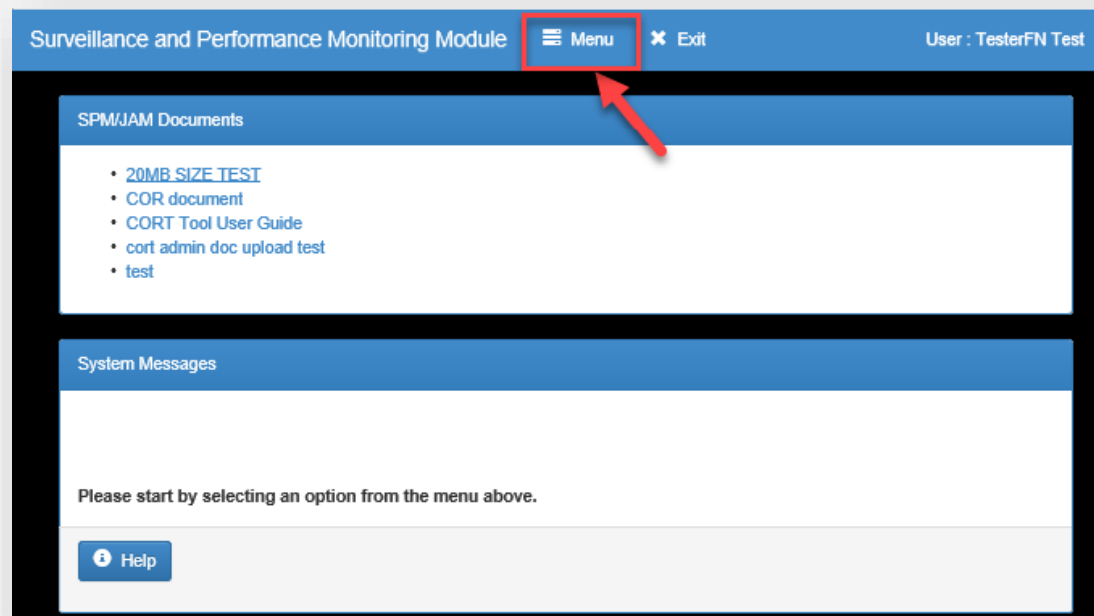 Surveillance and Performance Monitoring Module Menu Exit User : TesterFN Test
SPM/JAM Documents
• 20MB SIZE TEST
• COR document
• CORT Tool User Guide
• cort admin doc upload test
• test
System Messages
Please start by selecting an option from the menu above.
Help